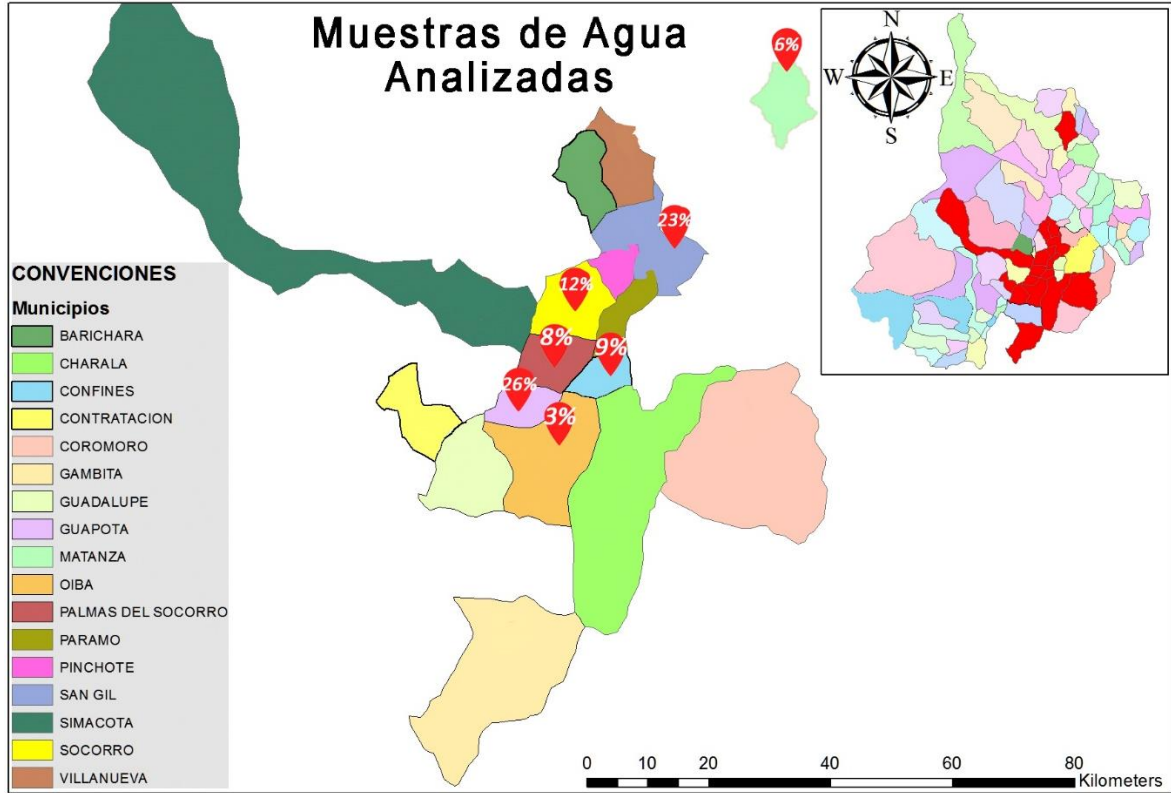 Muestras de Agua
Analizadas
6%
N
W
E
S
23%
12%
8%
9%
26%
3%
CONVENCIONES
Municipios
BARICHARA
CHARALA
CONFINES
CONTRATACION
COROMORO
GAMBITA
GUADALUPE
GUAPOTA
MATANZA
OIBA
PALMAS DEL SOCORRO
PARAMO
PINCHOTE
SAN GIL
SIMACOTA
SOCORRO
VILLANUEVA
0 10 20 40 60 80
Kilometers